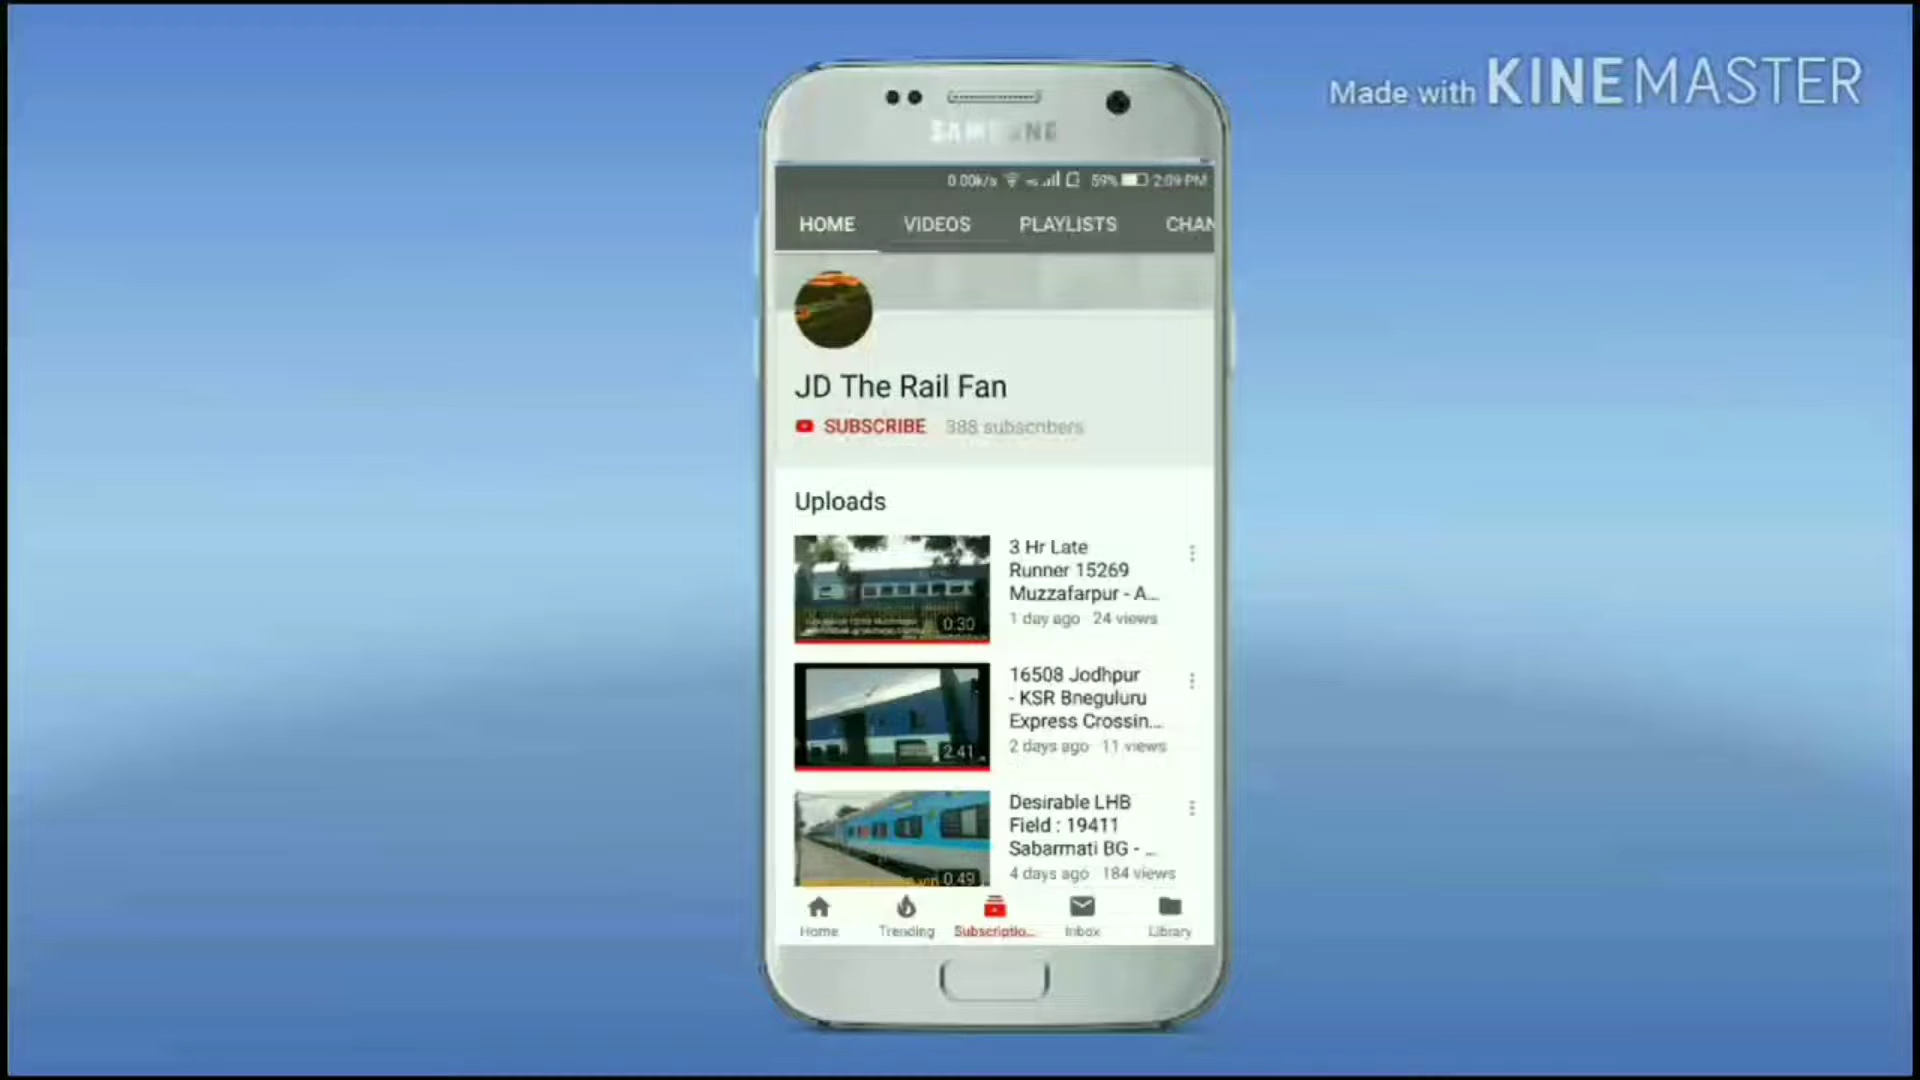 Made with KINEMASTER
SAMSUNG
0.00k/s 59% 2:09 PM
HOME VIDEOS PLAYLISTS CHAN
JD The Rail Fan
SUBSCRIBE 388 subscribers
Uploads
3 Hr Late
Runner 15269
Muzzafarpur - A...
1 day ago 24 views
0:30
16508 Jodhpur
- KSR Bneguluru
Express Crossin...
2 days ago 11 views
2:41
Desirable LHB
Field : 19411
Sabarmati BG - ...
4 days ago 184 views
0:49
Home Trending Subscriptio... Inbox Library